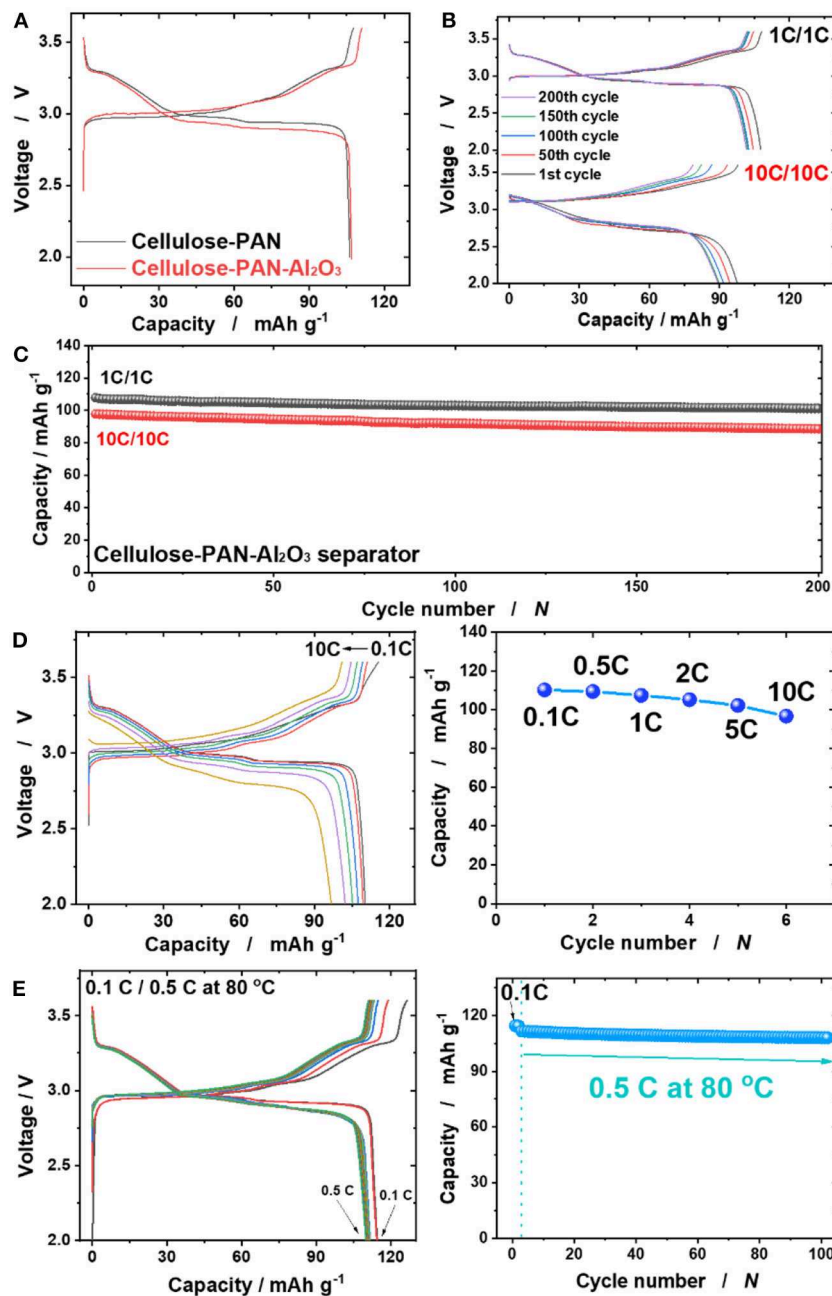 A
3.5
3.0
2.5
2.0
Voltage / V
Cellulose-PAN
Cellulose-PAN-Al₂O₃
0 30 60 90 120
Capacity / mAh g⁻¹
B
1C/1C
3.5
3.0
2.5
2.0
3.5
3.0
2.5
2.0
Voltage / V
200th cycle
150th cycle
100th cycle
50th cycle
1st cycle
10C/10C
0 30 60 90 120
Capacity / mAh g⁻¹
C
140
120
100
80
60
40
20
0
Capacity / mAh g⁻¹
1C/1C
10C/10C
Cellulose-PAN-Al₂O₃ separator
0 50 100 150 200
Cycle number / N
D
10C 0.1C
3.5
3.0
2.5
2.0
Voltage / V
0 30 60 90 120
Capacity / mAh g⁻¹
140
120
100
80
60
40
20
0
Capacity / mAh g⁻¹
0.1C
0.5C
1C
2C
5C
10C
0 2 4 6
Cycle number / N
E
0.1 C / 0.5 C at 80 °C
3.5
3.0
2.5
2.0
Voltage / V
0.5 C
0.1 C
0 30 60 90 120
Capacity / mAh g⁻¹
160
120
80
40
0
Capacity / mAh g⁻¹
0.1C
0.5 C at 80 °C
0 20 40 60 80 100
Cycle number / N